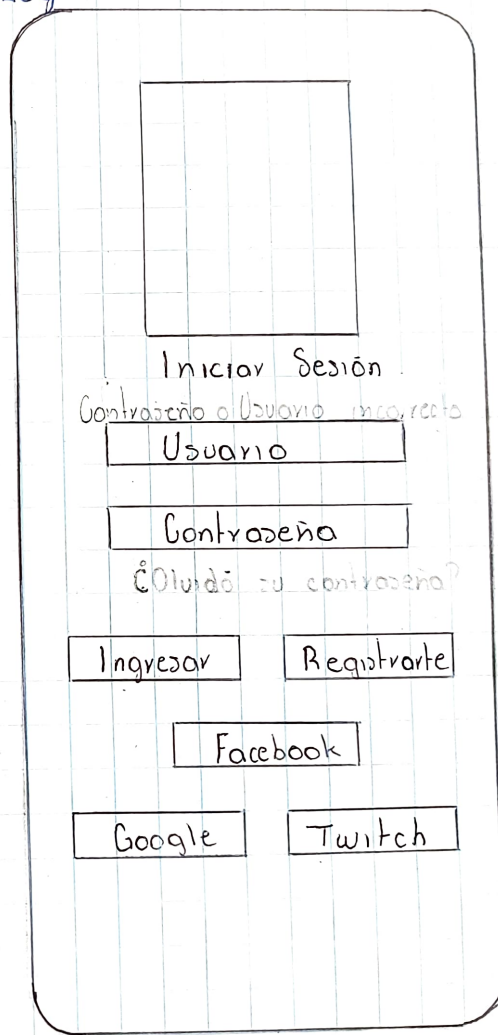 Iniciar Sesión
Contraseña o Usuario incorrecto
Usuario
Contraseña
¿Olvidó su contraseña?
Ingresar Registrarte
Facebook
Google Twitch